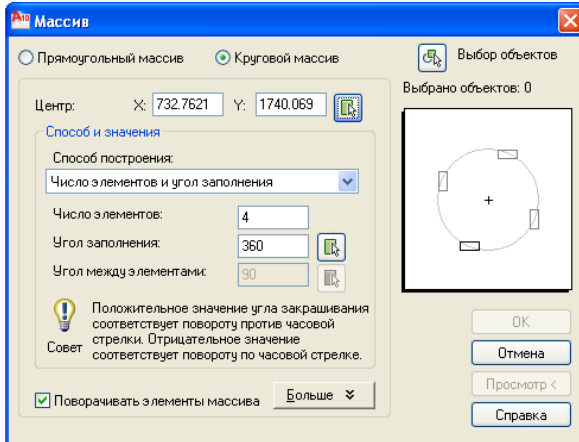 A10 Массив
Прямоугольный массив Круговой массив Выбор объектов
Выбрано объектов: 0
Центр: X: 732.7621 Y: 1740.069
Способ и значения
Способ построения:
Число элементов и угол заполнения
Число элементов: 4
Угол заполнения: 360
Угол между элементами: 90
Положительное значение угла закрашивания
соответствует повороту против часовой
стрелки. Отрицательное значение
соответствует повороту по часовой стрелке.
Совет
OK
Отмена
Просмотр <
Справка
Поворачивать элементы массива Больше